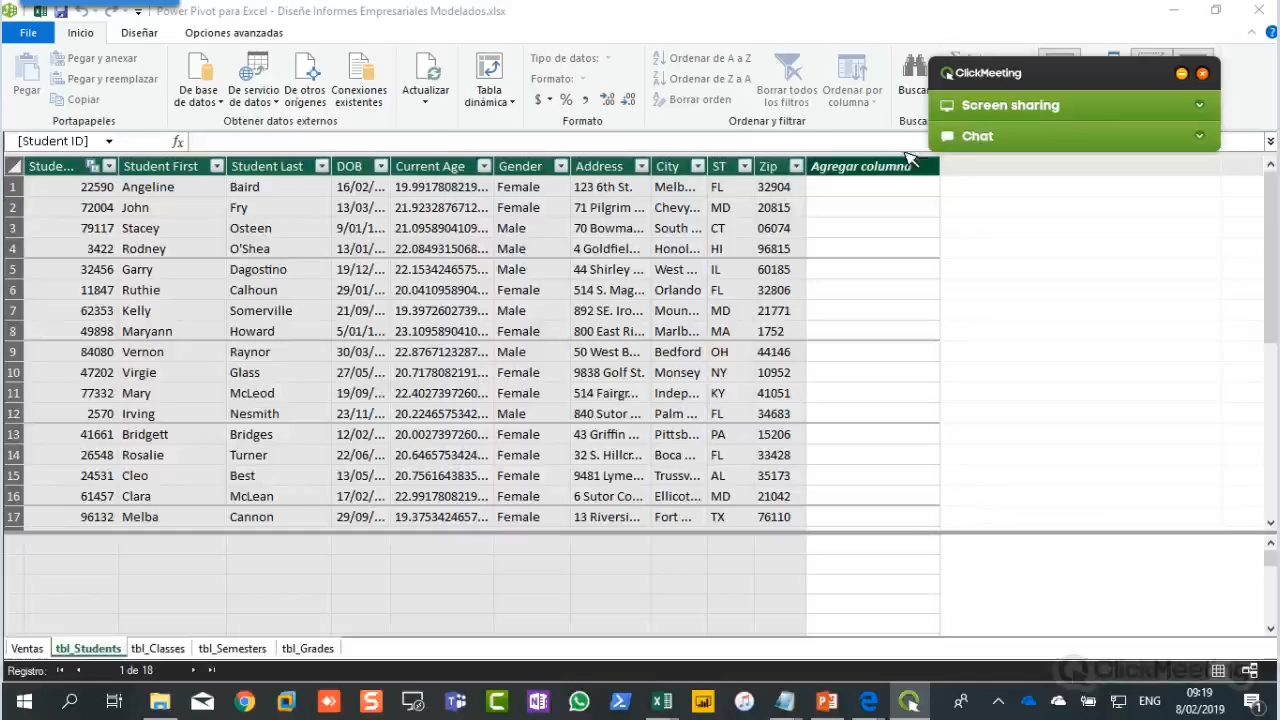 Power Pivot para Excel - Diseñe Informes Empresariales Modelados.xlsx
File Inicio Diseñar Opciones avanzadas
Pegar
Pegar y anexar
Pegar y reemplazar
Copiar
Portapapeles
De base de datos
De servicio de datos
De otros orígenes
Conexiones existentes
Obtener datos externos
Actualizar
Tabla dinámica
Tipo de datos:
Formato:
$ %
Formato
Ordenar de A a Z
Ordenar de Z a A
Borrar orden
Borrar todos los filtros
Ordenar por columna
Ordenar y filtrar
ClickMeeting
Screen sharing
Chat
[Student ID] fx
Stude... Student First Student Last DOB Current Age Gender Address City ST Zip Agregar columna
1 22590 Angeline Baird 16/02/... 19.9917808219... Female 123 6th St. Melb... FL 32904
2 72004 John Fry 13/03/... 21.9232876712... Female 71 Pilgrim ... Chevy... MD 20815
3 79117 Stacey Osteen 9/01/1... 21.0958904109... Male 70 Bowma... South ... CT 06074
4 3422 Rodney O'Shea 13/01/... 22.0849315068... Male 4 Goldfiel... Honol... HI 96815
5 32456 Garry Dagostino 19/12/... 22.1534246575... Male 44 Shirley ... West ... IL 60185
6 11847 Ruthie Calhoun 29/01/... 20.0410958904... Female 514 S. Mag... Orlando FL 32806
7 62353 Kelly Somerville 21/09/... 19.3972602739... Female 892 SE. Iro... Moun... MD 21771
8 49898 Maryann Howard 5/01/1... 23.1095890410... Female 800 East Ri... Marlb... MA 1752
9 84080 Vernon Raynor 30/03/... 22.8767123287... Male 50 West B... Bedford OH 44146
10 47202 Virgie Glass 27/05/... 20.7178082191... Female 9838 Golf St. Monsey NY 10952
11 77332 Mary McLeod 19/09/... 22.4027397260... Female 514 Fairgr... Indep... KY 41051
12 2570 Irving Nesmith 23/11/... 20.2246575342... Male 840 Sutor ... Palm ... FL 34683
13 41661 Bridgett Bridges 12/02/... 20.0027397260... Female 43 Griffin ... Pittsb... PA 15206
14 26548 Rosalie Turner 22/06/... 20.6465753424... Female 32 S. Hillcr... Boca ... FL 33428
15 24531 Cleo Best 13/05/... 20.7561643835... Female 9481 Lyme... Trussv... AL 35173
16 61457 Clara McLean 17/02/... 22.9917808219... Female 6 Sutor Co... Ellicot... MD 21042
17 96132 Melba Cannon 29/09/... 19.3753424657... Female 13 Riversi... Fort ... TX 76110
Ventas tbl_Students tbl_Classes tbl_Semesters tbl_Grades
Registro: 1 de 18
ClickMeeting
ENG
09:19
8/02/2019